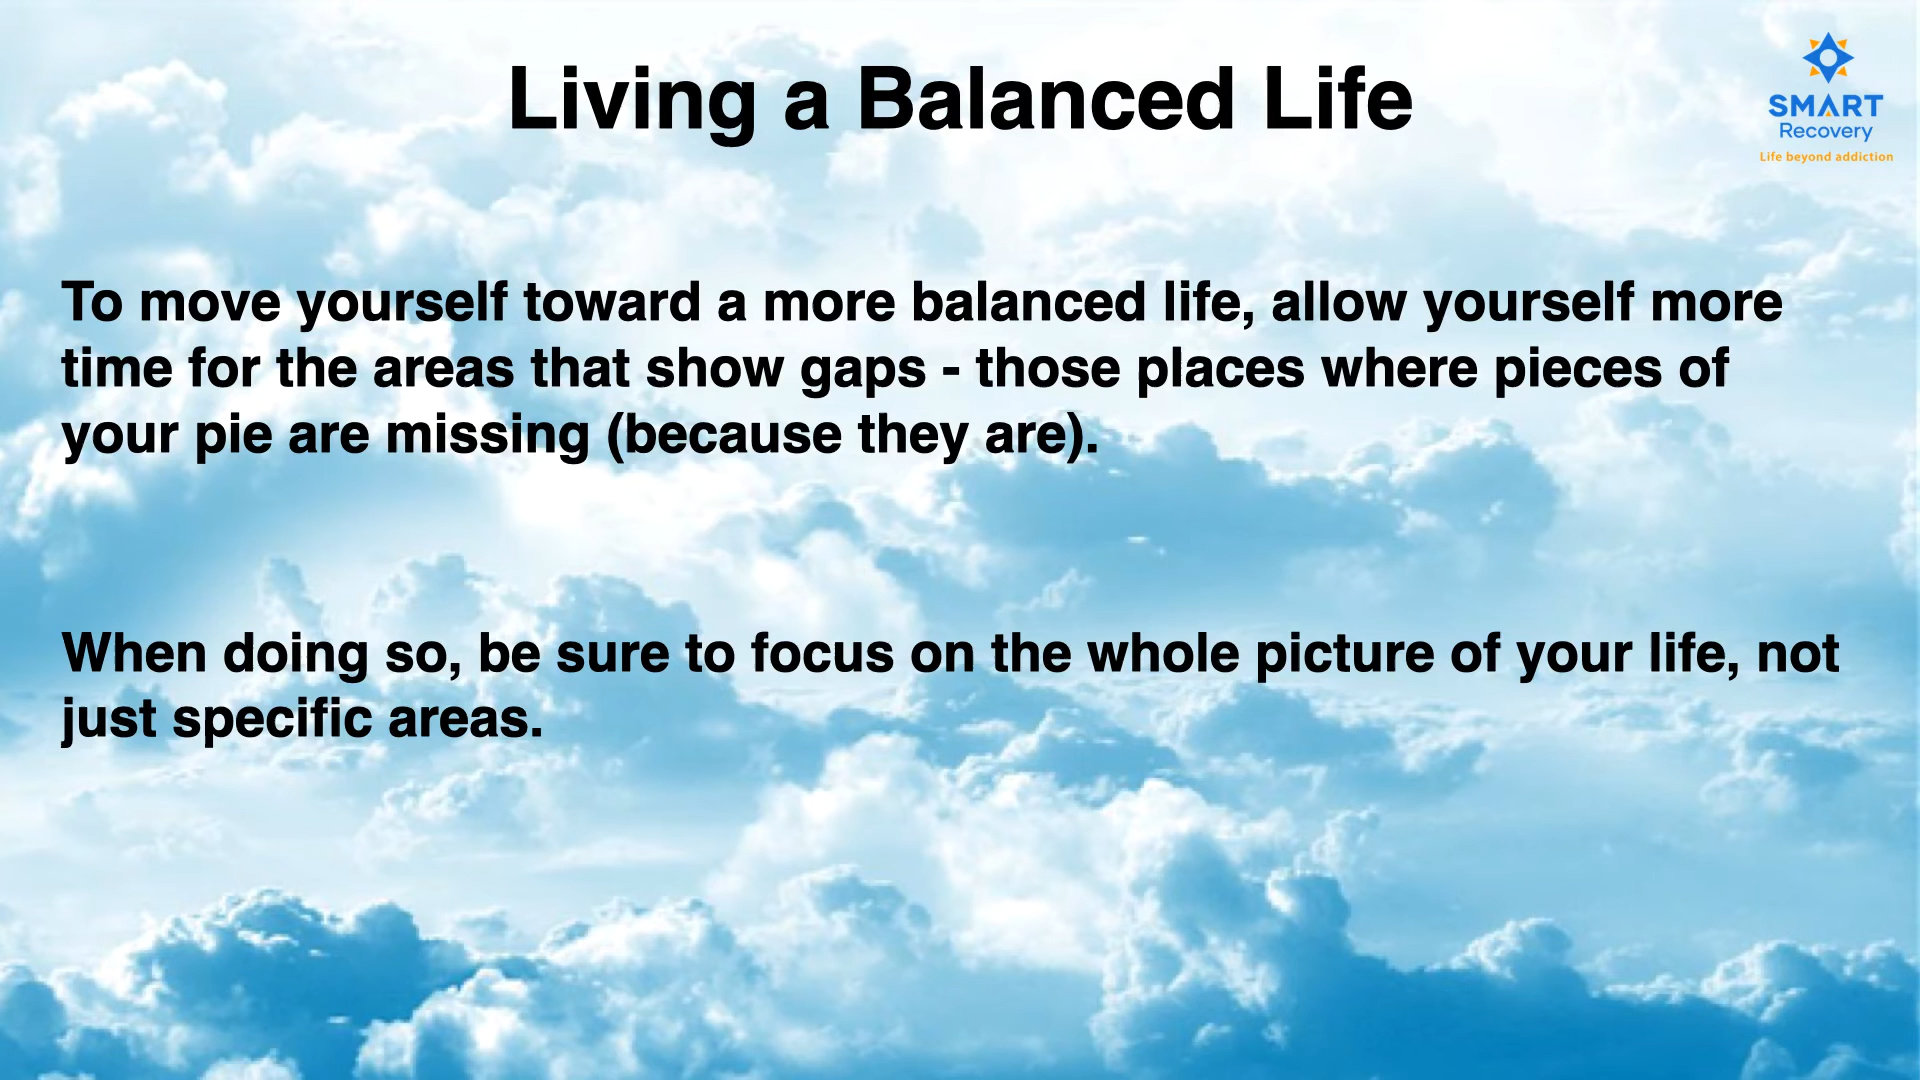 Living a Balanced Life
SMART
Recovery
Life beyond addiction
To move yourself toward a more balanced life, allow yourself more
time for the areas that show gaps - those places where pieces of
your pie are missing (because they are).
When doing so, be sure to focus on the whole picture of your life, not
just specific areas.